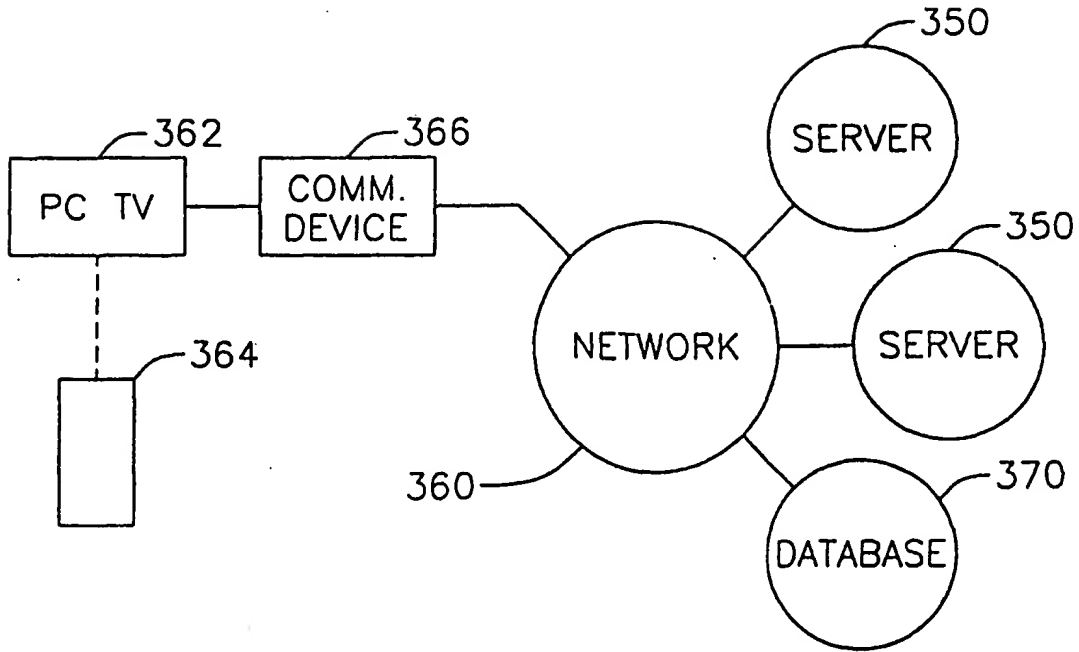 350
362
366
SERVER
PC TV
COMM.
DEVICE
350
364
NETWORK
SERVER
360
370
DATABASE